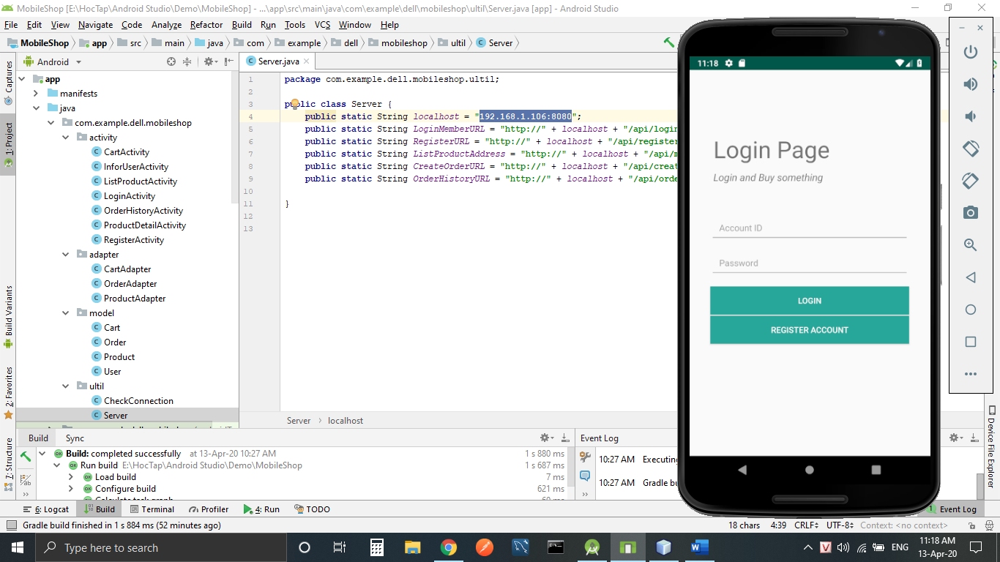 MobileShop [E:\HocTap\Android Studio\Demo\MobileShop] - ...\app\src\main\java\com\example\dell\mobileshop\ultil\Server.java [app] - Android Studio
File Edit View Navigate Code Analyze Refactor Build Run Tools VCS Window Help
MobileShop app src main java com example dell mobileshop ultil Server
Android
Server.java
Captures
1: Project
Build Variants
2: Favorites
7: Structure
app
manifests
java
com.example.dell.mobileshop
activity
CartActivity
InforUserActivity
ListProductActivity
LoginActivity
OrderHistoryActivity
ProductDetailActivity
RegisterActivity
adapter
CartAdapter
OrderAdapter
ProductAdapter
model
Cart
Order
Product
User
ultil
CheckConnection
Server
1 package com.example.dell.mobileshop.ultil;
2
3 public class Server {
4 public static String localhost = "192.168.1.106:8080";
5 public static String LoginMemberURL = "http://" + localhost + "/api/login
6 public static String RegisterURL = "http://" + localhost + "/api/register
7 public static String ListProductAddress = "http://" + localhost + "/api/m
8 public static String CreateOrderURL = "http://" + localhost + "/api/creat
9 public static String OrderHistoryURL = "http://" + localhost + "/api/orde
10
11 }
12
13
Server localhost
11:18
Login Page
Login and Buy something
Account ID
Password
LOGIN
REGISTER ACCOUNT
Build Sync
Build: completed successfully at 13-Apr-20 10:27 AM 1 s 880 ms
Run build E:\HocTap\Android Studio\Demo\MobileShop 1 s 687 ms
Load build 7 ms
Configure build 621 ms
Event Log
10:27 AM Executing
10:27 AM Gradle bu
Device File Explorer
6: Logcat Build Terminal Profiler 4: Run TODO 1 Event Log
Gradle build finished in 1 s 884 ms (52 minutes ago) 18 chars 4:39 CRLF UTF-8 Context: <no context>
Type here to search
ENG
11:18 AM
13-Apr-20